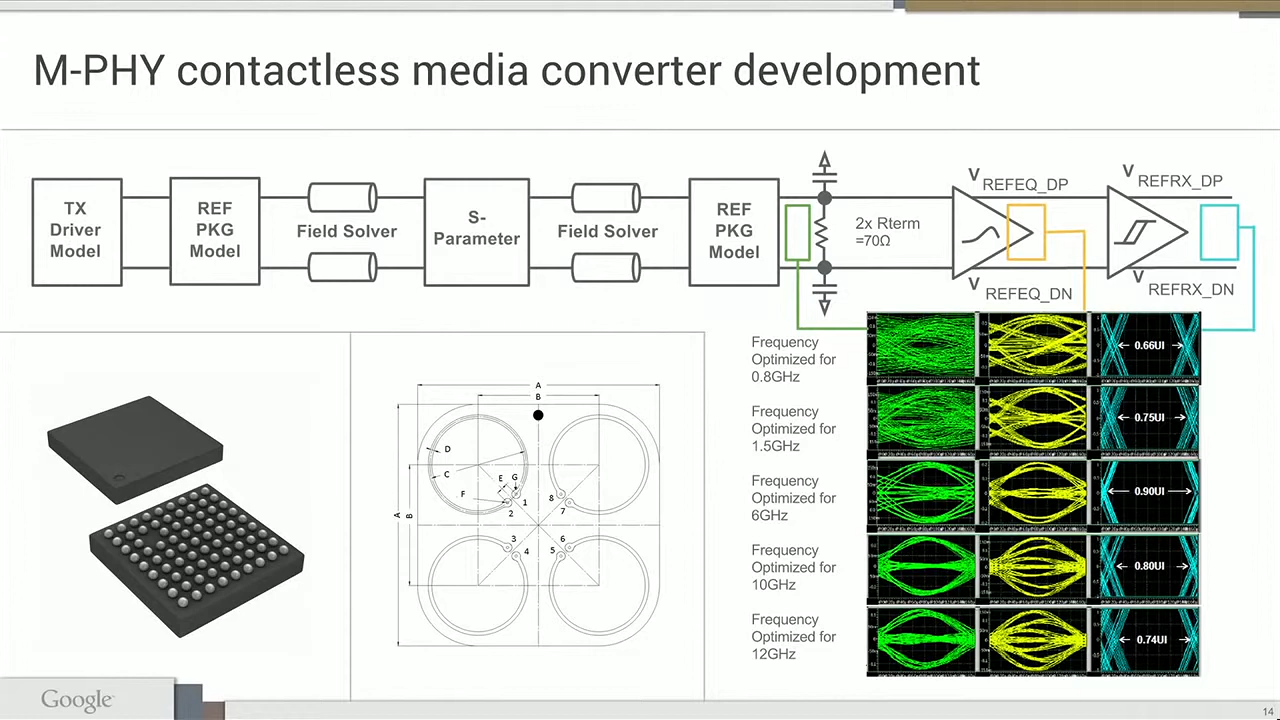 M-PHY contactless media converter development
TX
Driver
Model
REF
PKG
Model
Field Solver
S-
Parameter
Field Solver
REF
PKG
Model
2x Rterm
=70Ω
V REFEQ_DP
V REFEQ_DN
V REFRX_DP
V REFRX_DN
A
B
A
B
D
C
E
G
F
1
2
3
4
5
6
7
8
Frequency
Optimized for
0.8GHz
0.66UI
Frequency
Optimized for
1.5GHz
0.75UI
Frequency
Optimized for
6GHz
0.90UI
Frequency
Optimized for
10GHz
0.80UI
Frequency
Optimized for
12GHz
0.74UI
Google
14